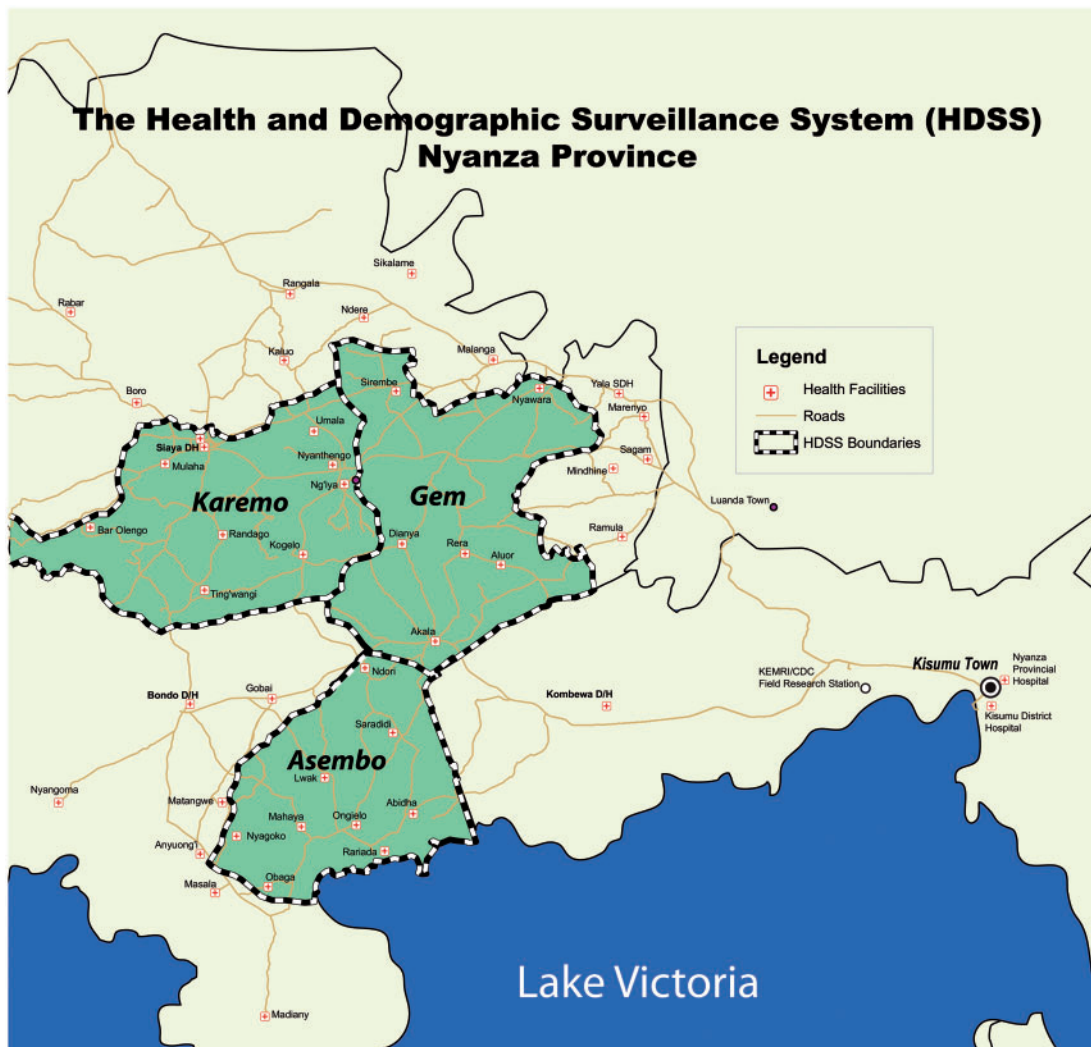 The Health and Demographic Surveillance System (HDSS)
Nyanza Province
Sikalame
Rangala
Rabar
Ndere
Malanga
Kaluo
Legend
Health Facilities
Roads
HDSS Boundaries
Boro
Sirembe
Nyawara
Yala SDH
Marenyo
Umala
Siaya DH
Mulaha
Nyanthengo
Ng'iya
Sagam
Mindhine
Karemo
Gem
Luanda Town
Bar Olengo
Randago
Kogelo
Dianya
Rera
Aluor
Ramula
Ting'wangi
Akala
Ndori
Bondo D/H
Gobai
Kombewa D/H
KEMRI/CDC
Field Research Station
Kisumu Town
Nyanza
Provincial
Hospital
Kisumu District
Hospital
Saradidi
Asembo
Lwak
Nyangoma
Matangwe
Mahaya
Ongielo
Abidha
Nyagoko
Anyuong'i
Rariada
Masala
Obaga
Lake Victoria
Madiany